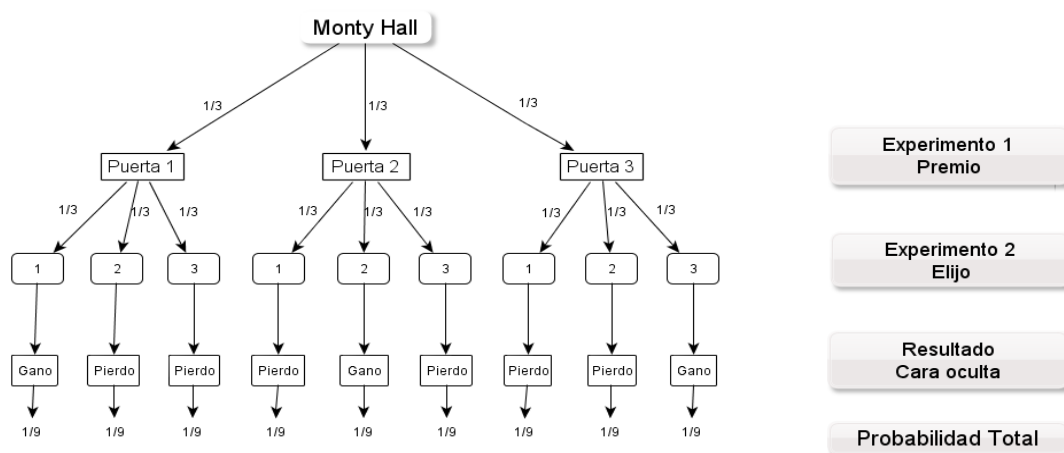 Monty Hall
1/3 1/3 1/3
Puerta 1 Puerta 2 Puerta 3
Experimento 1
Premio
1/3 1/3 1/3 1/3 1/3 1/3 1/3 1/3 1/3
1 2 3 1 2 3 1 2 3
Experimento 2
Elijo
Gano Pierdo Pierdo Pierdo Gano Pierdo Pierdo Pierdo Gano
Resultado
Cara oculta
1/9 1/9 1/9 1/9 1/9 1/9 1/9 1/9 1/9
Probabilidad Total